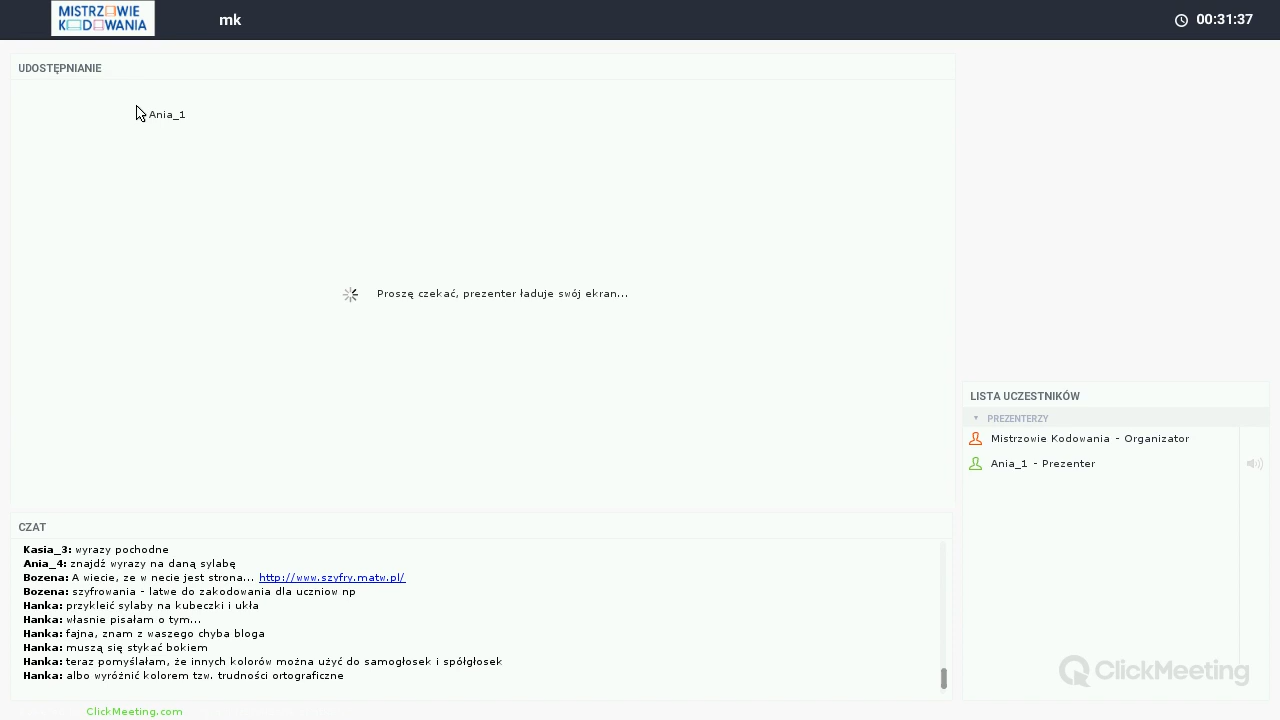 MISTRZOWIE
KODOWANIA
mk
00:31:37
UDOSTĘPNIANIE
Ania_1
Proszę czekać, prezenter ładuje swój ekran...
LISTA UCZESTNIKÓW
PREZENTERZY
Mistrzowie Kodowania - Organizator
Ania_1 - Prezenter
CZAT
Kasia_3: wyrazy pochodne
Ania_4: znajdź wyrazy na daną sylabę
Bozena: A wiecie, ze w necie jest strona... http://www.szyfry.matw.pl/
Bozena: szyfrowania - latwe do zakodowania dla uczniow np
Hanka: przykleić sylaby na kubeczki i ukła
Hanka: własnie pisałam o tym...
Hanka: fajna, znam z waszego chyba bloga
Hanka: muszą się stykać bokiem
Hanka: teraz pomyślałam, że innych kolorów można użyć do samogłosek i spółgłosek
Hanka: albo wyróżnić kolorem tzw. trudności ortograficzne
ClickMeeting
ClickMeeting.com